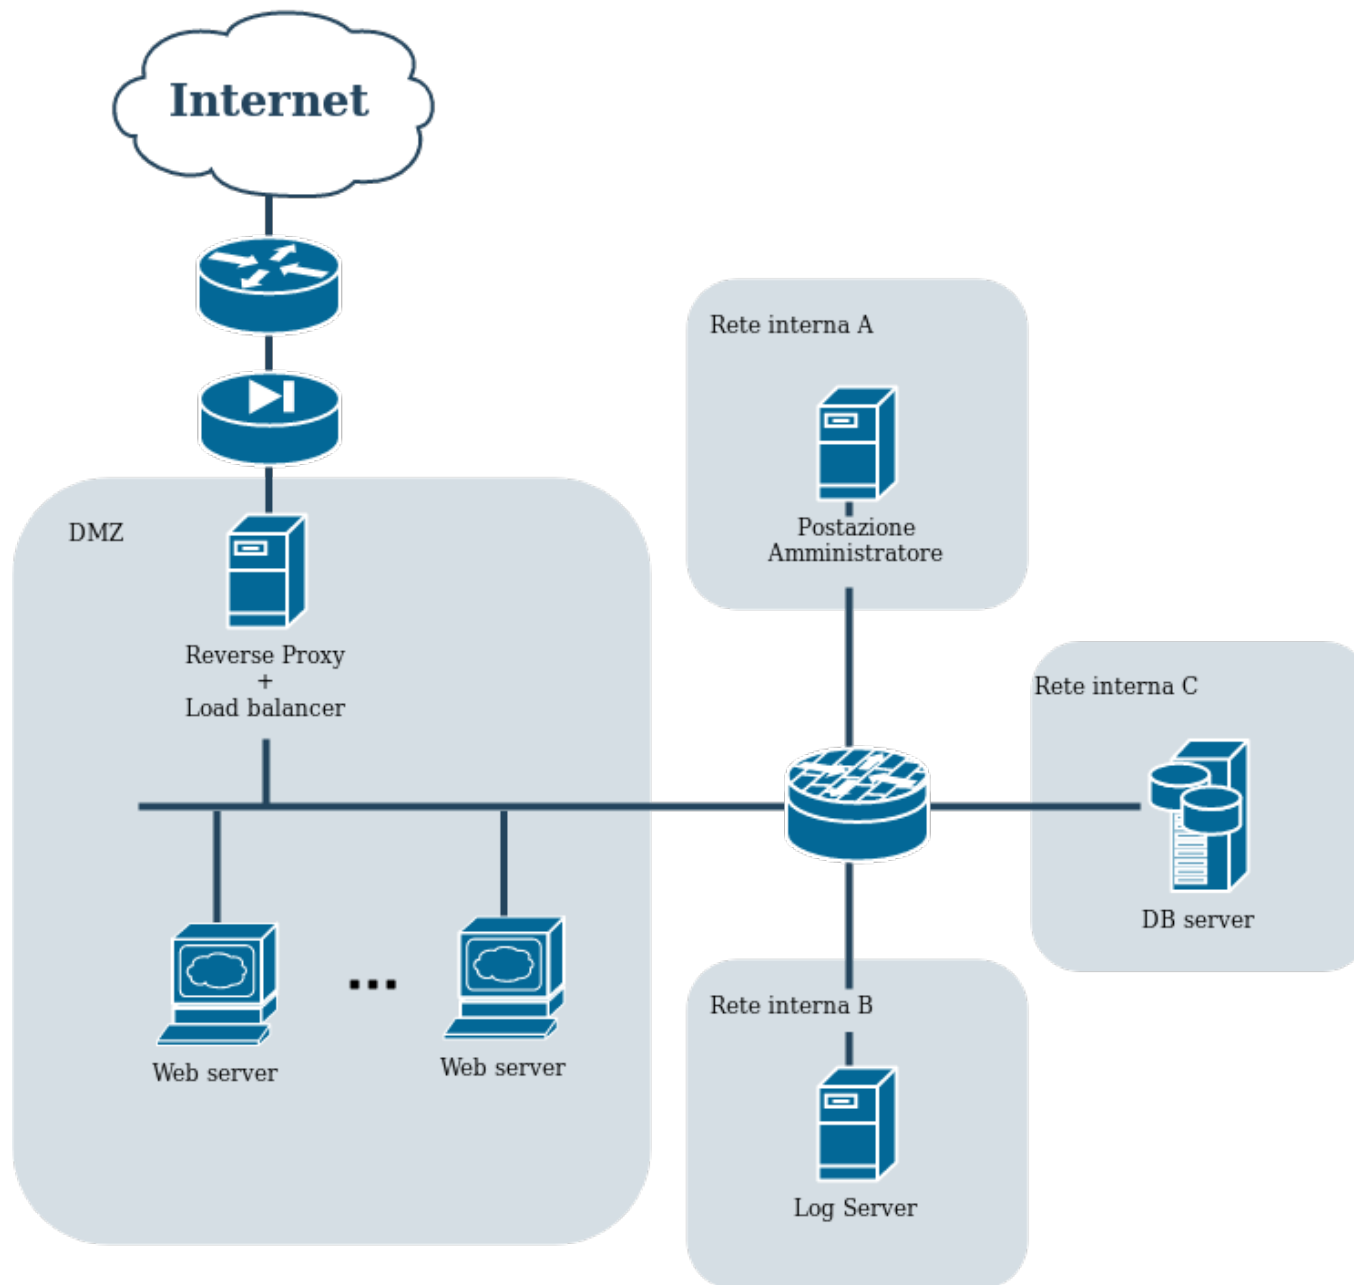 Internet
DMZ
Reverse Proxy
+
Load balancer
Web server
Web server
Rete interna A
Postazione
Amministratore
Rete interna C
DB server
Rete interna B
Log Server